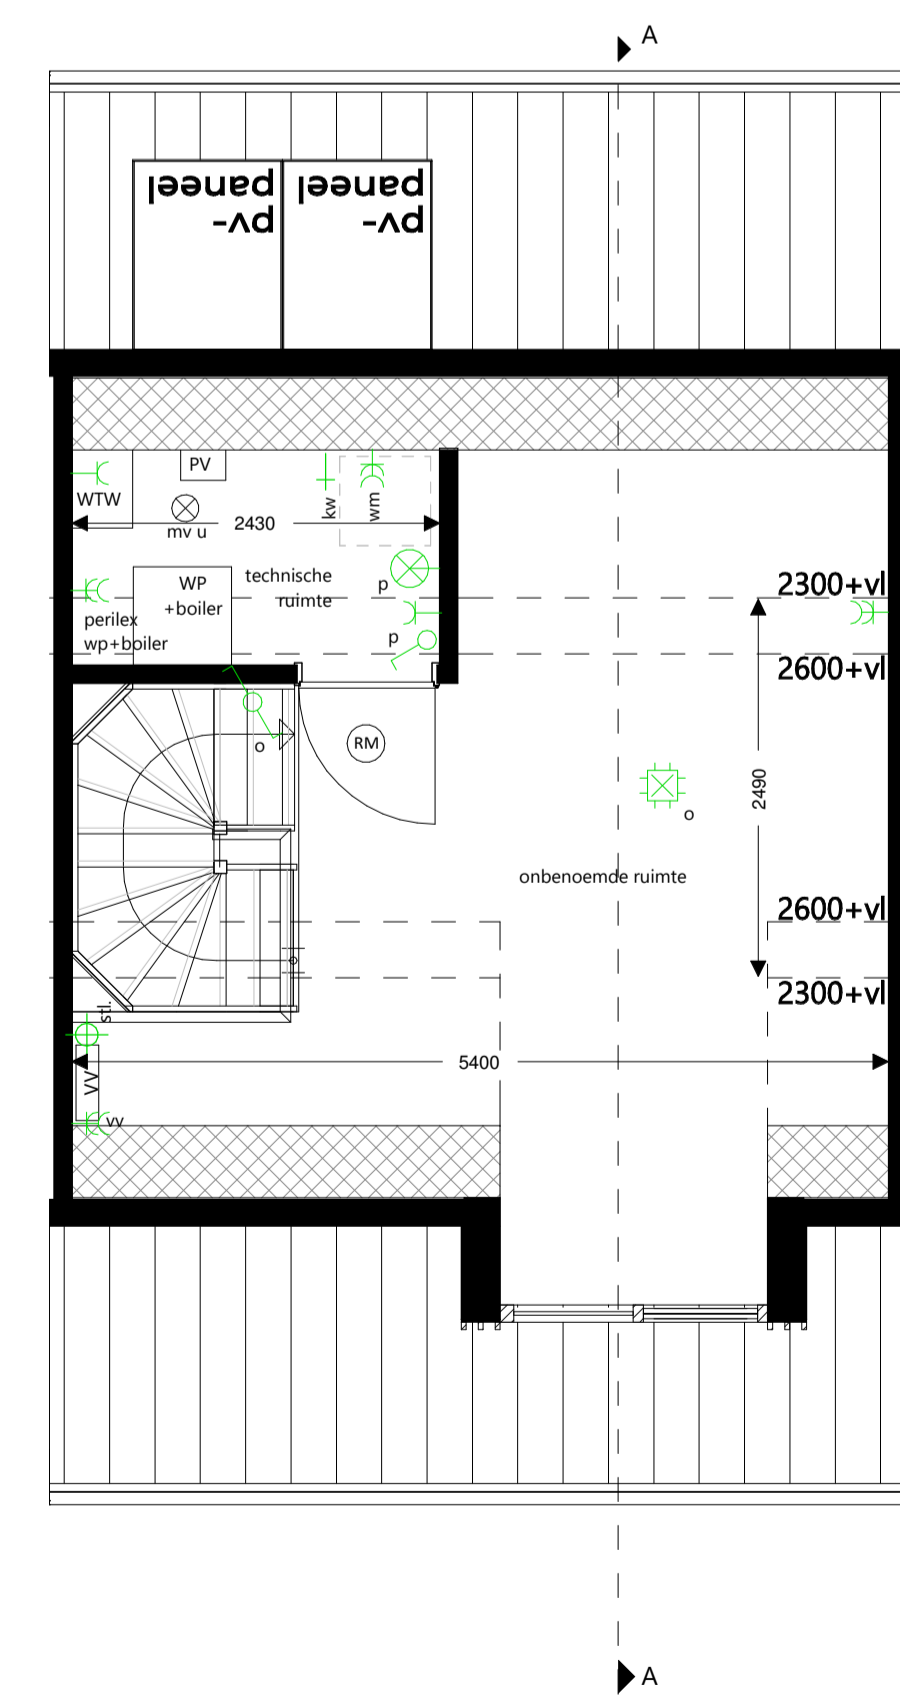 A
pv-
paneel
pv-
paneel
PV
WTW
mv u
2430
kw
wm
technische
ruimte
WP
+boiler
perilex
wp+boiler
p
p
2300+vl
2600+vl
RM
o
2490
o
onbenoemde ruimte
2600+vl
2300+vl
stl.
5400
VV
vv
A